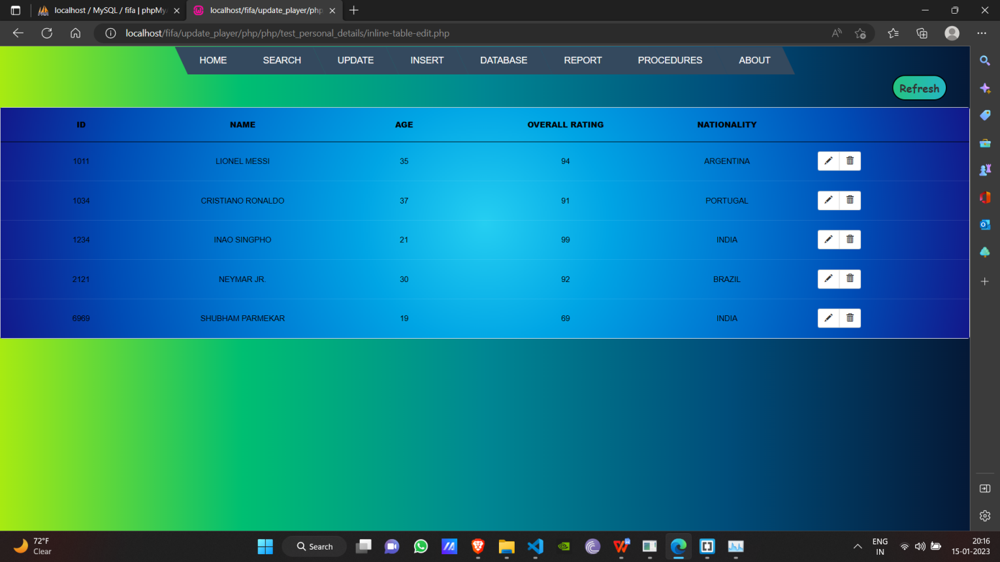 localhost / MySQL / fifa | phpMyA
localhost/fifa/update_player/php
localhost/fifa/update_player/php/php/test_personal_details/inline-table-edit.php
HOME SEARCH UPDATE INSERT DATABASE REPORT PROCEDURES ABOUT
Refresh
ID NAME AGE OVERALL RATING NATIONALITY
1011 LIONEL MESSI 35 94 ARGENTINA
1034 CRISTIANO RONALDO 37 91 PORTUGAL
1234 INAO SINGPHO 21 99 INDIA
2121 NEYMAR JR. 30 92 BRAZIL
6969 SHUBHAM PARMEKAR 19 69 INDIA
72°F
Clear
Search
ENG
IN
20:16
15-01-2023